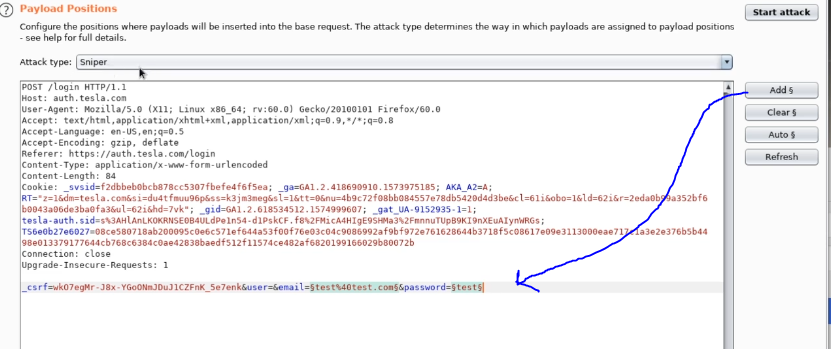 Payload Positions
Configure the positions where payloads will be inserted into the base request. The attack type determines the way in which payloads are assigned to payload positions
- see help for full details.
Start attack
Attack type: Sniper
POST /login HTTP/1.1
Host: auth.tesla.com
User-Agent: Mozilla/5.0 (X11; Linux x86_64; rv:60.0) Gecko/20100101 Firefox/60.0
Accept: text/html,application/xhtml+xml,application/xml;q=0.9,*/*;q=0.8
Accept-Language: en-US,en;q=0.5
Accept-Encoding: gzip, deflate
Referer: https://auth.tesla.com/login
Content-Type: application/x-www-form-urlencoded
Content-Length: 84
Cookie: _svsid=f2dbbeb0bcb878cc5307fbefe4f6f5ea; _ga=GA1.2.418690910.1573975185; AKA_A2=A;
RT="z=1&dm=tesla.com&si=du4tfmuu96p&ss=k3jm3meg&sl=1&tt=0&nu=4b9c72f08bb084557e78db5420d4d3be&cl=61i&obo=1&ld=62i&r=2eda0b99a352bf6
b0043a06de3ba0fa3&ul=62i&hd=7vk"; _gid=GA1.2.618534512.1574999607; _gat_UA-9152935-1=1;
tesla-auth.sid=s%3AHlAnLKOKRNSE0B4ULdPe1n54-d1PskCF.f8%2FMicA4HIgE9SHMa3%2FmnnuTUpB9KI9nXEuAIynWRGs;
TS6e0b27e6027=08ce580718ab200095c0e6c571ef644a53f00f76e03c04c9086992af9bf972e761628644b3718f5c08617e09e3113000eae717c1a3e2e376b5b44
98e013379177644cb768c6384c0ae42838baedf512f11574ce482af6820199166029b80072b
Connection: close
Upgrade-Insecure-Requests: 1
_csrf=wkO7egMr-J8x-YGoONmJDuJ1CZFnK_5e7enk&user=&email=§test%40test.com§&password=§test§
Add §
Clear §
Auto §
Refresh